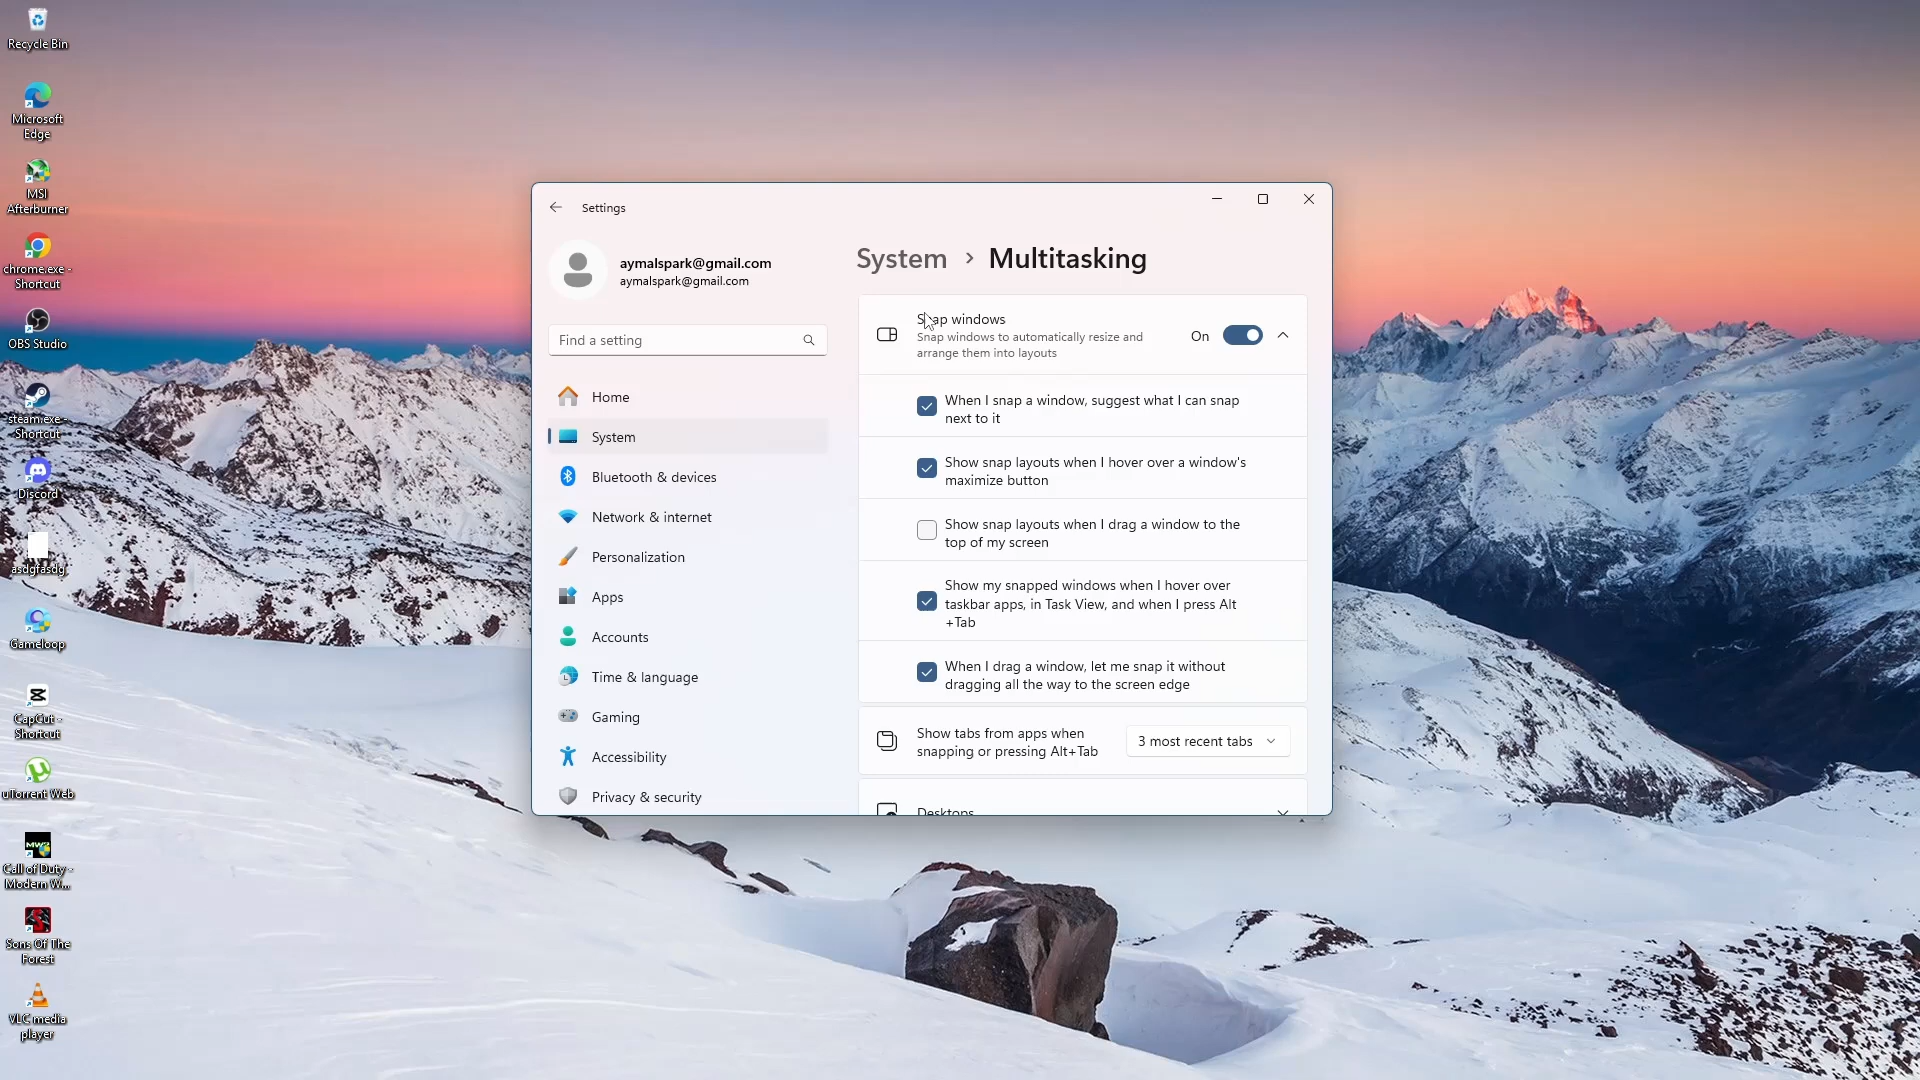 Recycle Bin
Microsoft
Edge
MSI
Afterburner
chrome.exe -
Shortcut
OBS Studio
steam.exe -
Shortcut
Discord
asdgfasdg
Gameloop
CapCut -
Shortcut
uTorrent Web
Call of Duty -
Modern W...
Sons Of The
Forest
VLC media
player
Settings
aymalspark@gmail.com
aymalspark@gmail.com
Find a setting
Home
System
Bluetooth & devices
Network & internet
Personalization
Apps
Accounts
Time & language
Gaming
Accessibility
Privacy & security
System > Multitasking
Snap windows
Snap windows to automatically resize and
arrange them into layouts
On
When I snap a window, suggest what I can snap
next to it
Show snap layouts when I hover over a window's
maximize button
Show snap layouts when I drag a window to the
top of my screen
Show my snapped windows when I hover over
taskbar apps, in Task View, and when I press Alt
+Tab
When I drag a window, let me snap it without
dragging all the way to the screen edge
Show tabs from apps when
snapping or pressing Alt+Tab
3 most recent tabs
Desktops